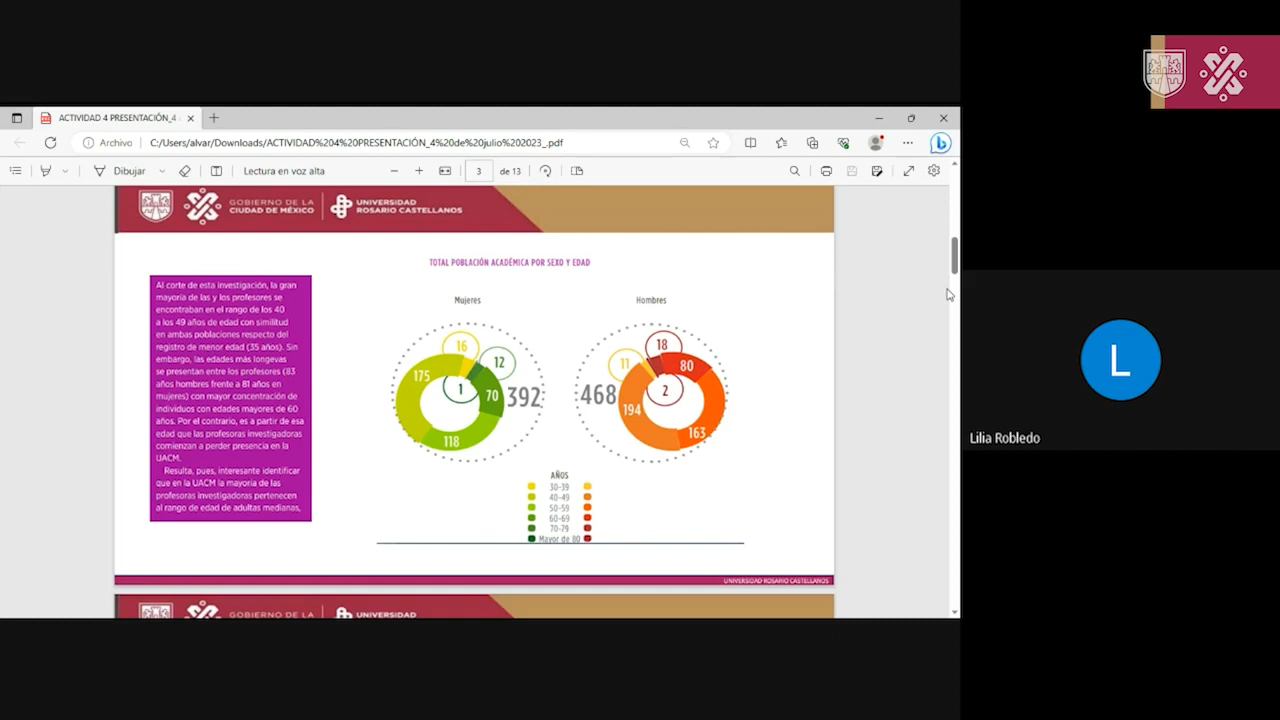 ACTIVIDAD 4 PRESENTACIÓN_4
Archivo
C:/Users/alvar/Downloads/ACTIVIDAD%204%20PRESENTACIÓN_4%20de%20julio%202023_.pdf
Dibujar
Lectura en voz alta
3
de 13
GOBIERNO DE LA
CIUDAD DE MÉXICO
UNIVERSIDAD
ROSARIO CASTELLANOS
TOTAL POBLACIÓN ACADÉMICA POR SEXO Y EDAD
Al corte de esta investigación, la gran
mayoría de las y los profesores se
encontraban en el rango de los 40
a los 49 años de edad con similitud
en ambas poblaciones respecto del
registro de menor edad (35 años). Sin
embargo, las edades más longevas
se presentan entre los profesores (83
años hombres frente a 81 años en
mujeres) con mayor concentración de
individuos con edades mayores de 60
años. Por el contrario, es a partir de esa
edad que las profesoras investigadoras
comienzan a perder presencia en la
UACM.
Resulta, pues, interesante identificar
que en la UACM la mayoría de las
profesoras investigadoras pertenecen
al rango de edad de adultas medianas,
Mujeres
16
12
175
1
70
392
118
Hombres
18
11
80
468
2
194
163
AÑOS
30-39
40-49
50-59
60-69
70-79
Mayor de 80
UNIVERSIDAD ROSARIO CASTELLANOS
GOBIERNO DE LA
UNIVERSIDAD
L
Lilia Robledo